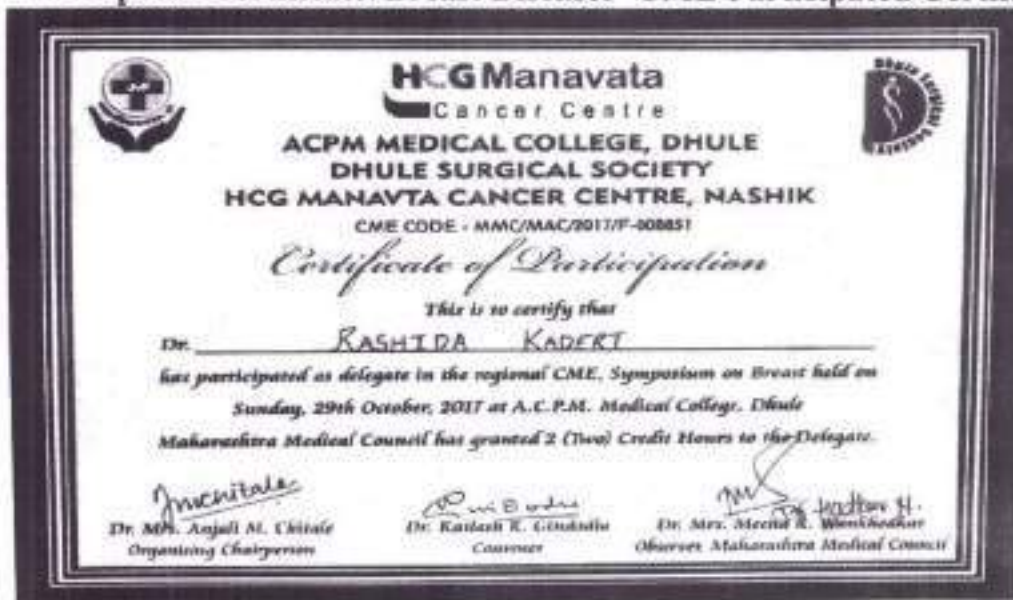 HCG Manavata
Cancer Centre
Dhule Surgical Society
ACPM MEDICAL COLLEGE, DHULE
DHULE SURGICAL SOCIETY
HCG MANAVTA CANCER CENTRE, NASHIK
CME CODE - MMC/MAC/2017/F-008851
Certificate of Participation
This is to certify that
Dr. RASHIDA KADERI
has participated as delegate in the regional CME, Symposium on Breast held on
Sunday, 29th October, 2017 at A.C.P.M. Medical College, Dhule
Maharashtra Medical Council has granted 2 (Two) Credit Hours to the Delegate.
Dr. Mrs. Anjali M. Chitale
Organising Chairperson
Dr. Kailash R.
Convener
Dr. Mrs. Meena R.
Observer Maharashtra Medical Council